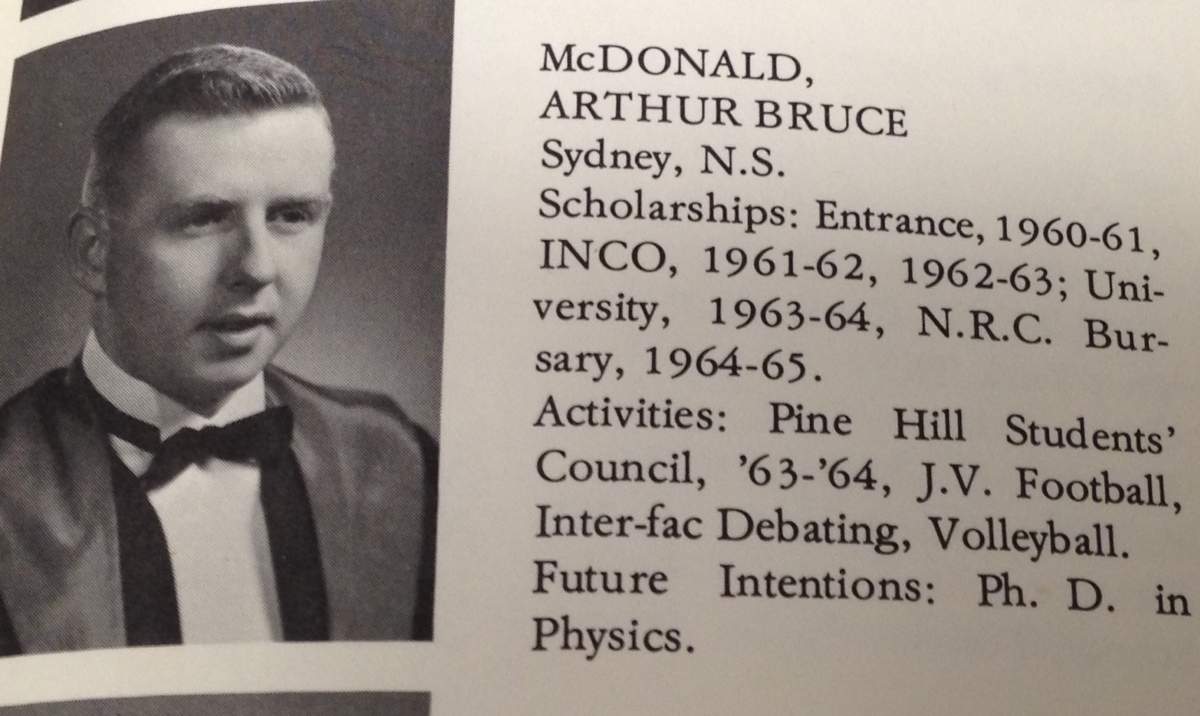 McDONALD,
ARTHUR BRUCE
Sydney, N.S.
Scholarships: Entrance, 1960-61,
INCO, 1961-62, 1962-63; Uni-
versity, 1963-64, N.R.C. Bur-
sary, 1964-65.
Activities: Pine Hill Students’
Council, ’63-’64, J.V. Football,
Inter-fac Debating, Volleyball.
Future Intentions: Ph. D. in
Physics.